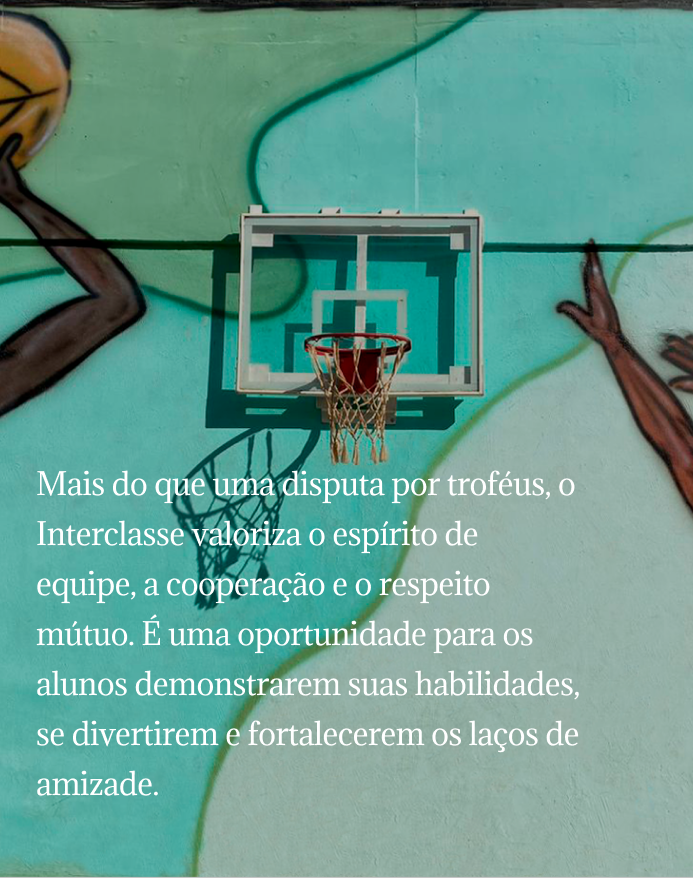 Mais do que uma disputa por troféus, o
Interclasse valoriza o espírito de
equipe, a cooperação e o respeito
mútuo. É uma oportunidade para os
alunos demonstrarem suas habilidades,
se divertirem e fortalecerem os laços de
amizade.